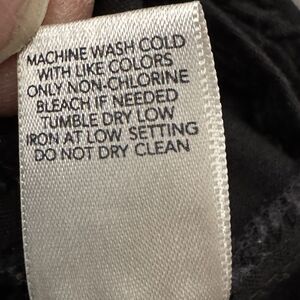 MACHINE WASH COLD
WITH LIKE COLORS
ONLY NON-CHLORINE
BLEACH IF NEEDED
TUMBLE DRY LOW
IRON AT LOW SETTING
DO NOT DRY CLEAN